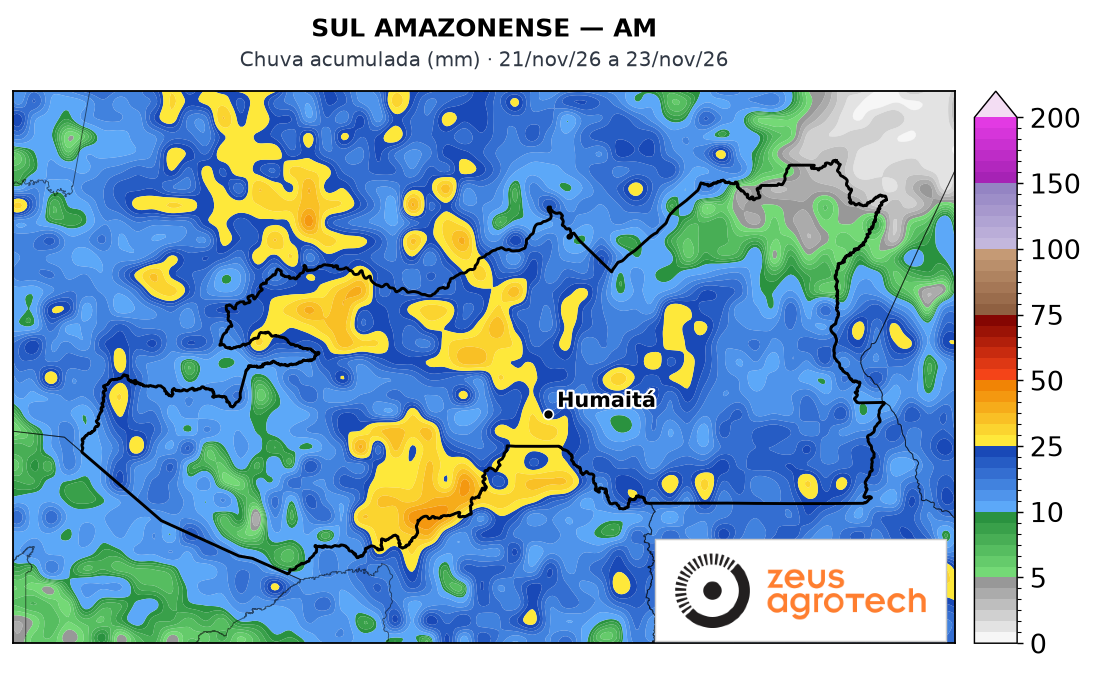 SUL AMAZONENSE — AM
Chuva acumulada (mm) · 21/nov/26 a 23/nov/26
200
150
100
75
50
25
10
5
0
Humaitá
zeus
agrotech